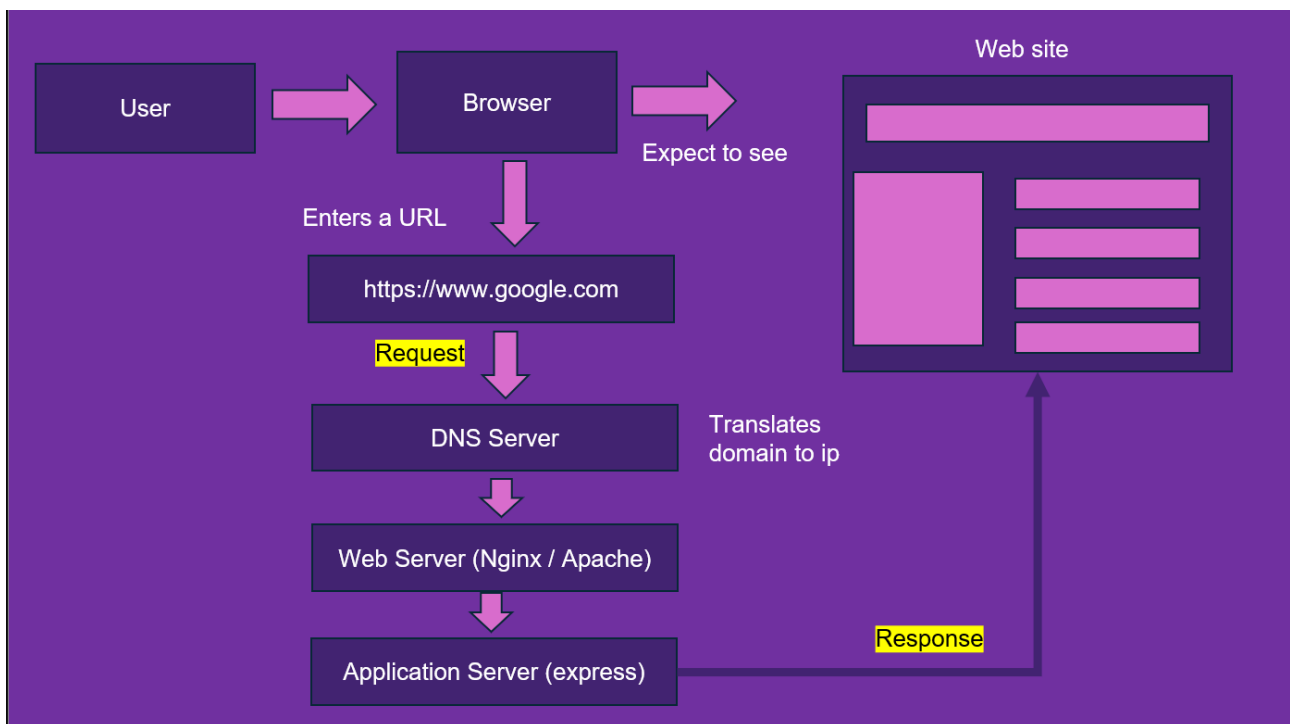 Web site
User
Browser
Expect to see
Enters a URL
https://www.google.com
Request
DNS Server
Translates
domain to ip
Web Server (Nginx / Apache)
Application Server (express)
Response